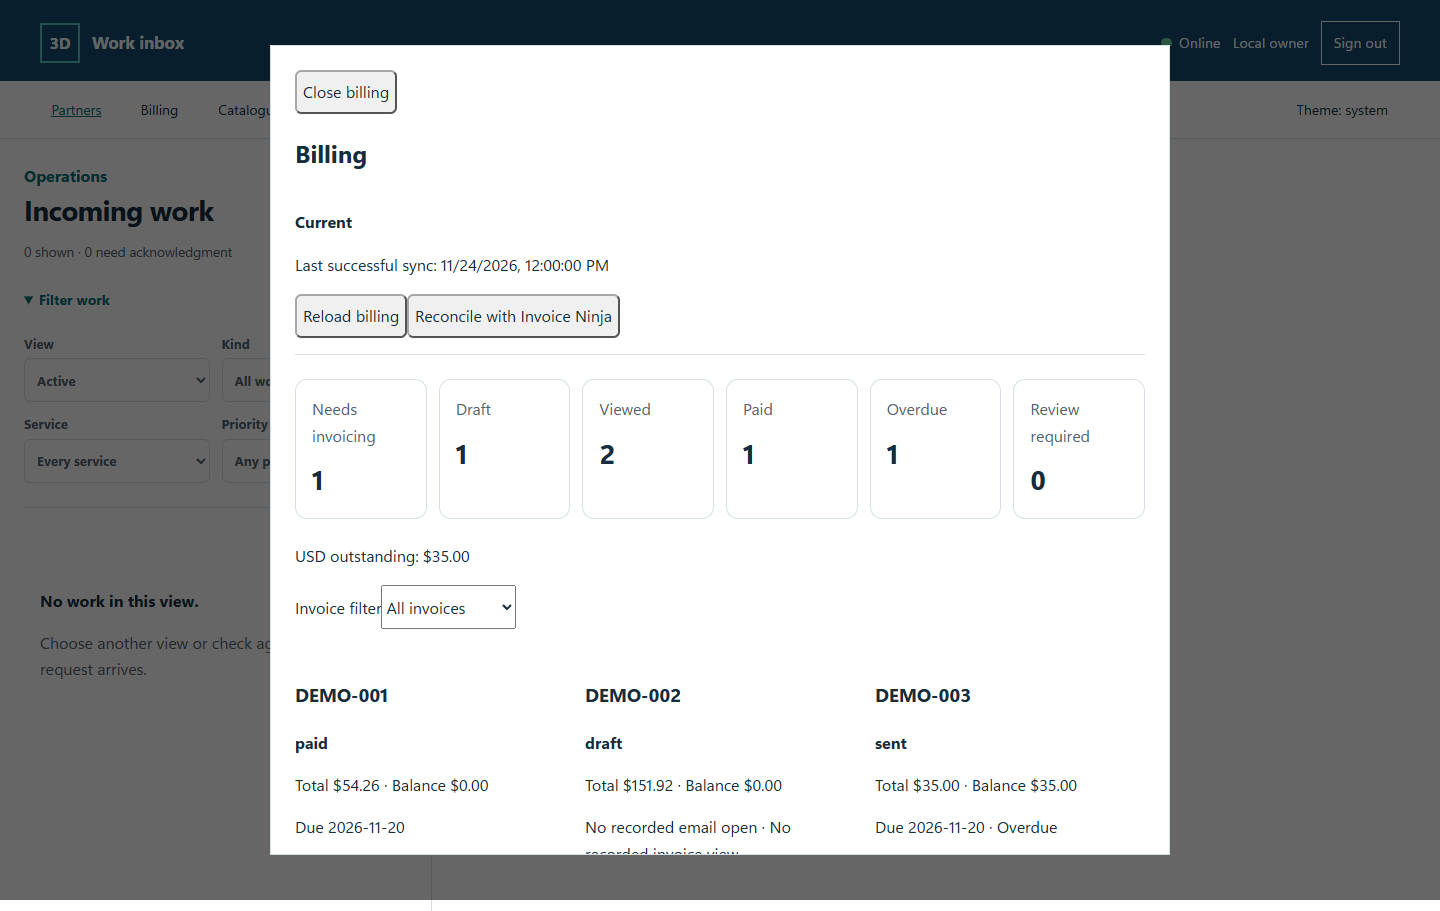 3D Work inbox
Online Local owner Sign out
Partners Billing
Theme: system
Operations
Incoming work
0 shown · 0 need acknowledgment
▼ Filter work
View Kind
Active All
Service Priority
Every service Any
No work in this view.
Choose another view or check
request arrives.
Close billing
Billing
Current
Last successful sync: 11/24/2026, 12:00:00 PM
Reload billing Reconcile with Invoice Ninja
Needs
invoicing
1
Draft
1
Viewed
2
Paid
1
Overdue
1
Review
required
0
USD outstanding: $35.00
Invoice filter All invoices
DEMO-001
paid
Total $54.26 · Balance $0.00
Due 2026-11-20
DEMO-002
draft
Total $151.92 · Balance $0.00
No recorded email open · No
recorded invoice view
DEMO-003
sent
Total $35.00 · Balance $35.00
Due 2026-11-20 · Overdue